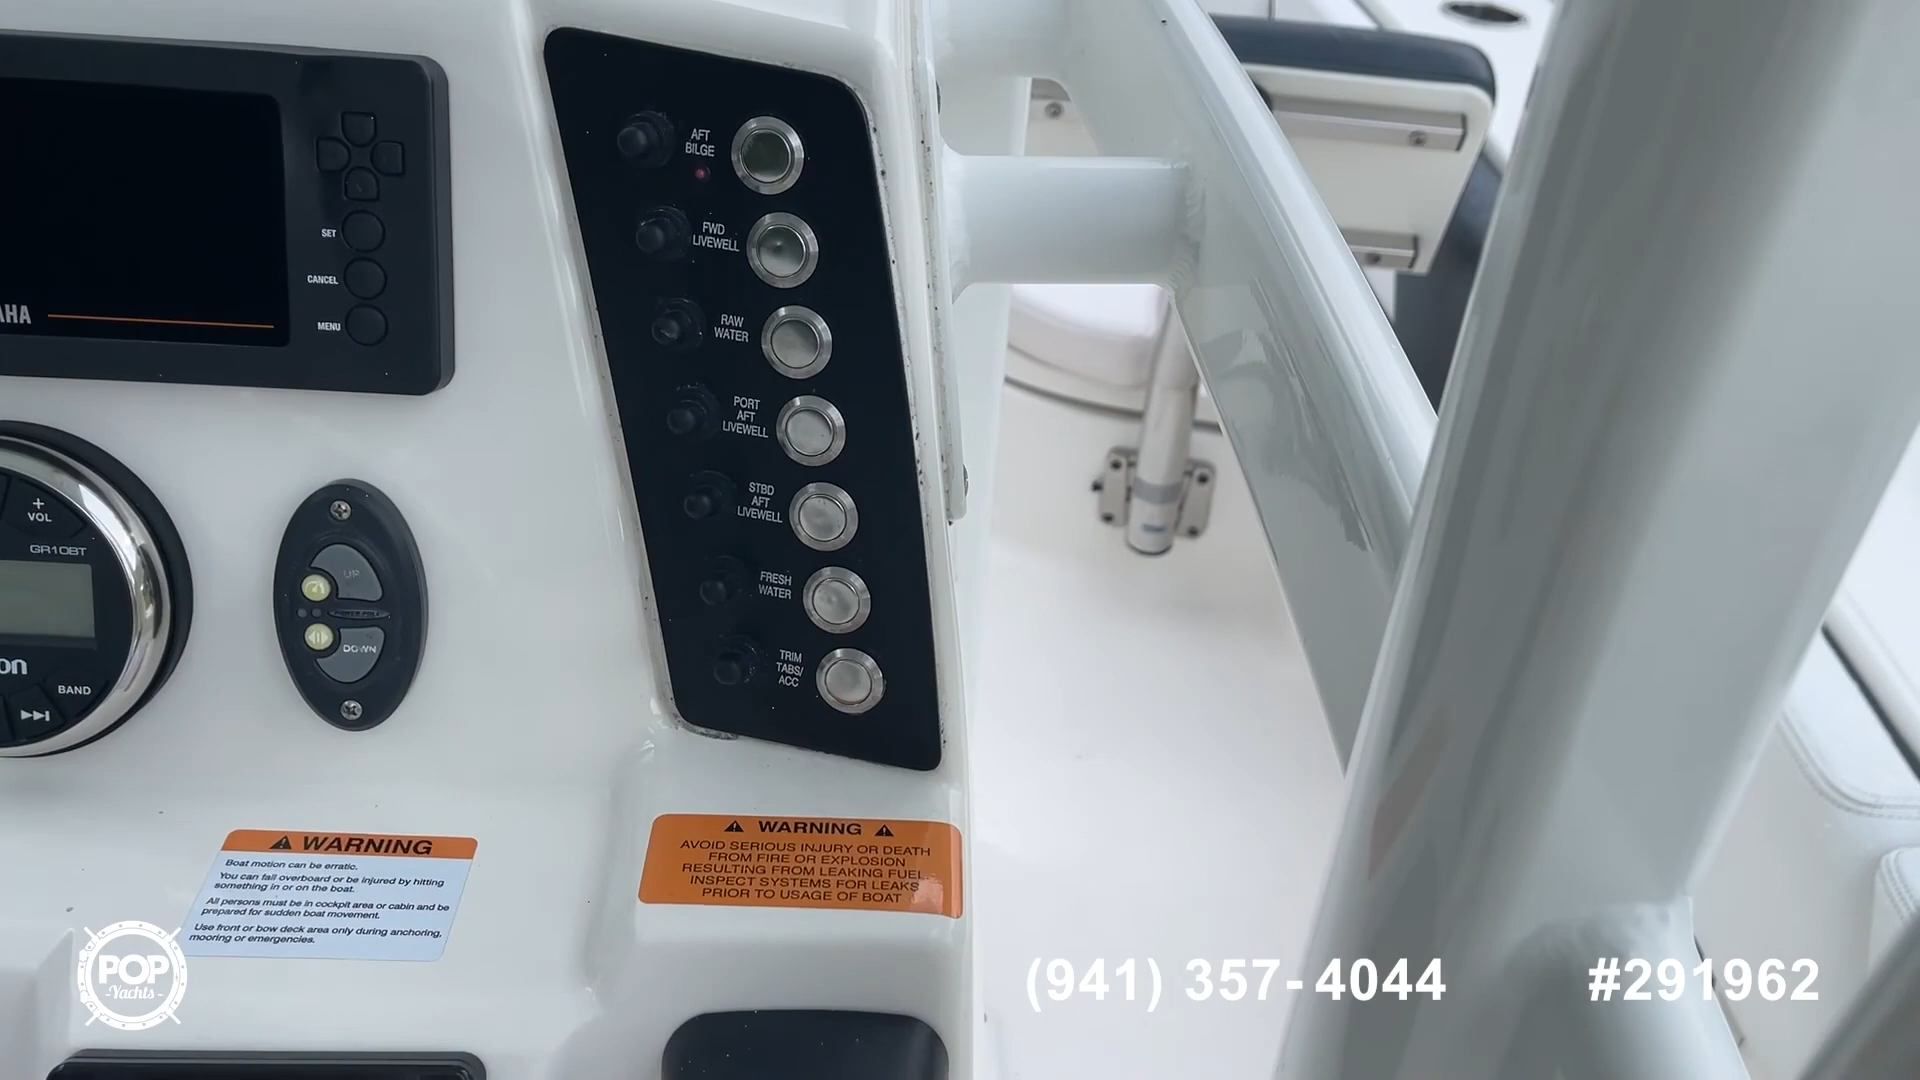 AFT
BILGE
FWD
LIVEWELL
RAW
WATER
PORT
AFT
LIVEWELL
STBD
AFT
LIVEWELL
FRESH
WATER
TRIM
TABS/
ACC
SET
CANCEL
MENU
AHA
+
VOL
GR10BT
on
BAND
UP
POWER-POLE
DOWN
WARNING
Boat motion can be erratic.
You can fall overboard or be injured by hitting
something in or on the boat.
All persons must be in cockpit area or cabin and be
prepared for sudden boat movement.
Use front or bow deck area only during anchoring,
mooring or emergencies.
WARNING
AVOID SERIOUS INJURY OR DEATH
FROM FIRE OR EXPLOSION
RESULTING FROM LEAKING FUEL
INSPECT SYSTEMS FOR LEAKS
PRIOR TO USAGE OF BOAT
POP
-Yachts-
(941) 357-4044
#291962